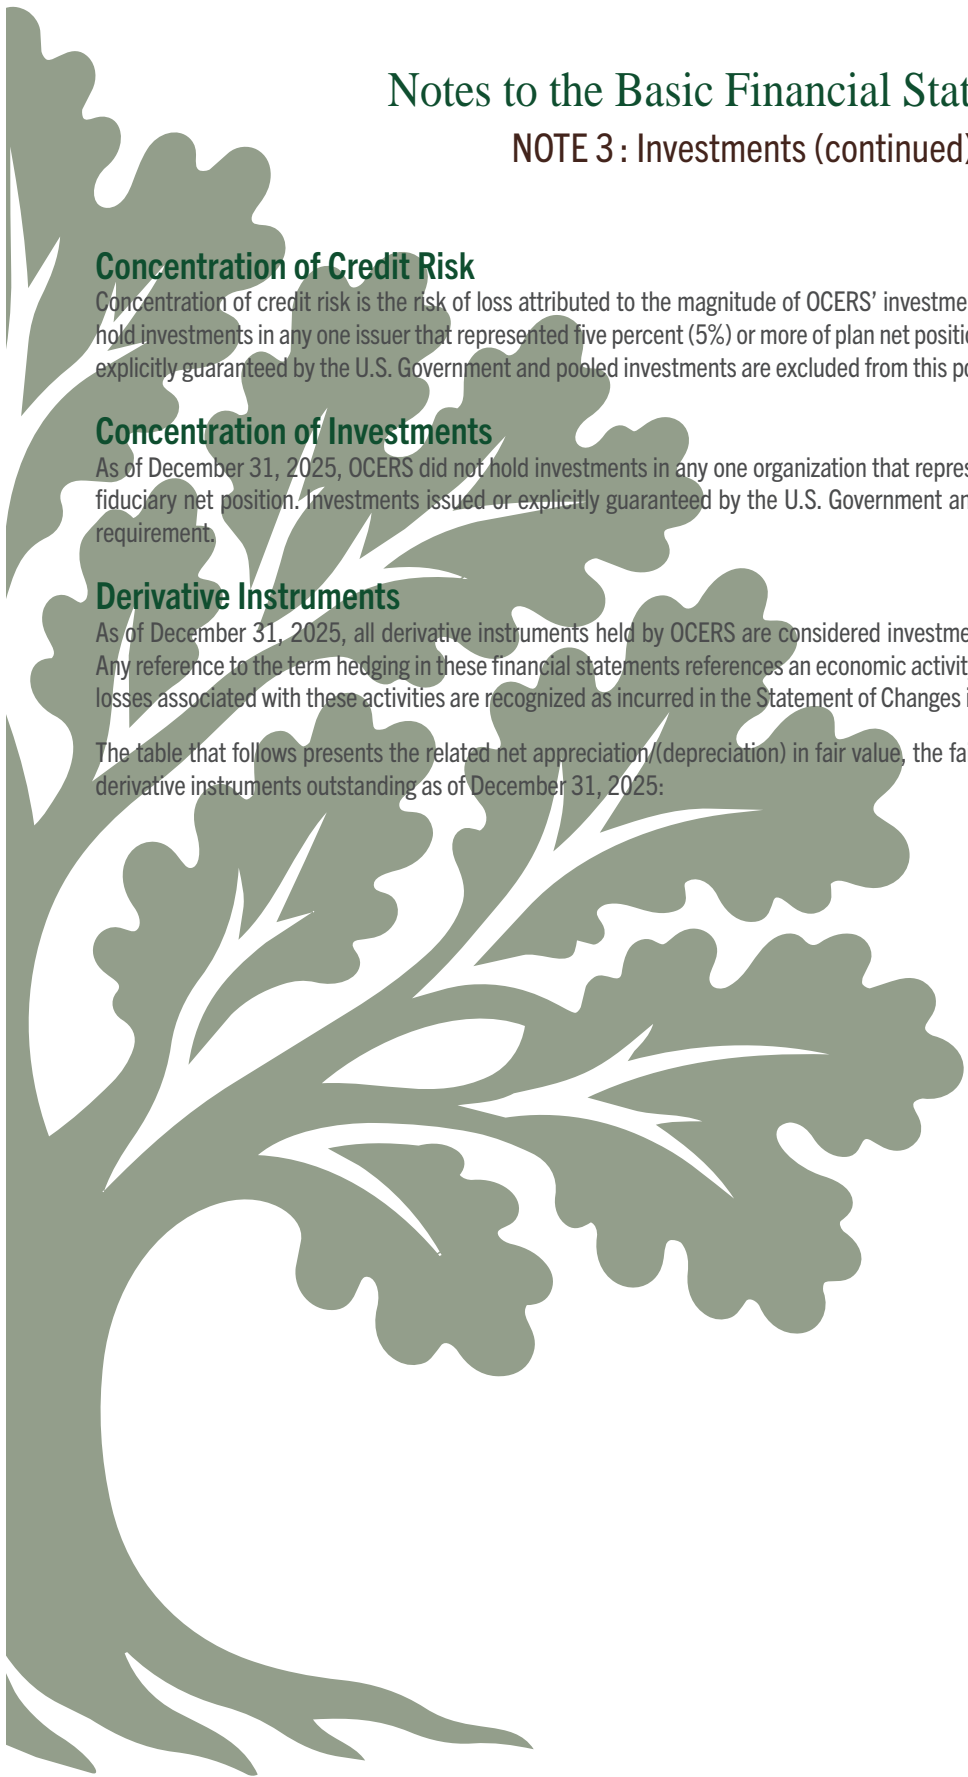 Notes to the Basic Financial Stat
NOTE 3 : Investments (continued)
Concentration of Credit Risk
Concentration of credit risk is the risk of loss attributed to the magnitude of OCERS’ investme
hold investments in any one issuer that represented five percent (5%) or more of plan net positi
explicitly guaranteed by the U.S. Government and pooled investments are excluded from this po
Concentration of Investments
As of December 31, 2025, OCERS did not hold investments in any one organization that repres
fiduciary net position. Investments issued or explicitly guaranteed by the U.S. Government an
requirement.
Derivative Instruments
As of December 31, 2025, all derivative instruments held by OCERS are considered investme
Any reference to the term hedging in these financial statements references an economic activit
losses associated with these activities are recognized as incurred in the Statement of Changes i
The table that follows presents the related net appreciation/(depreciation) in fair value, the fa
derivative instruments outstanding as of December 31, 2025: